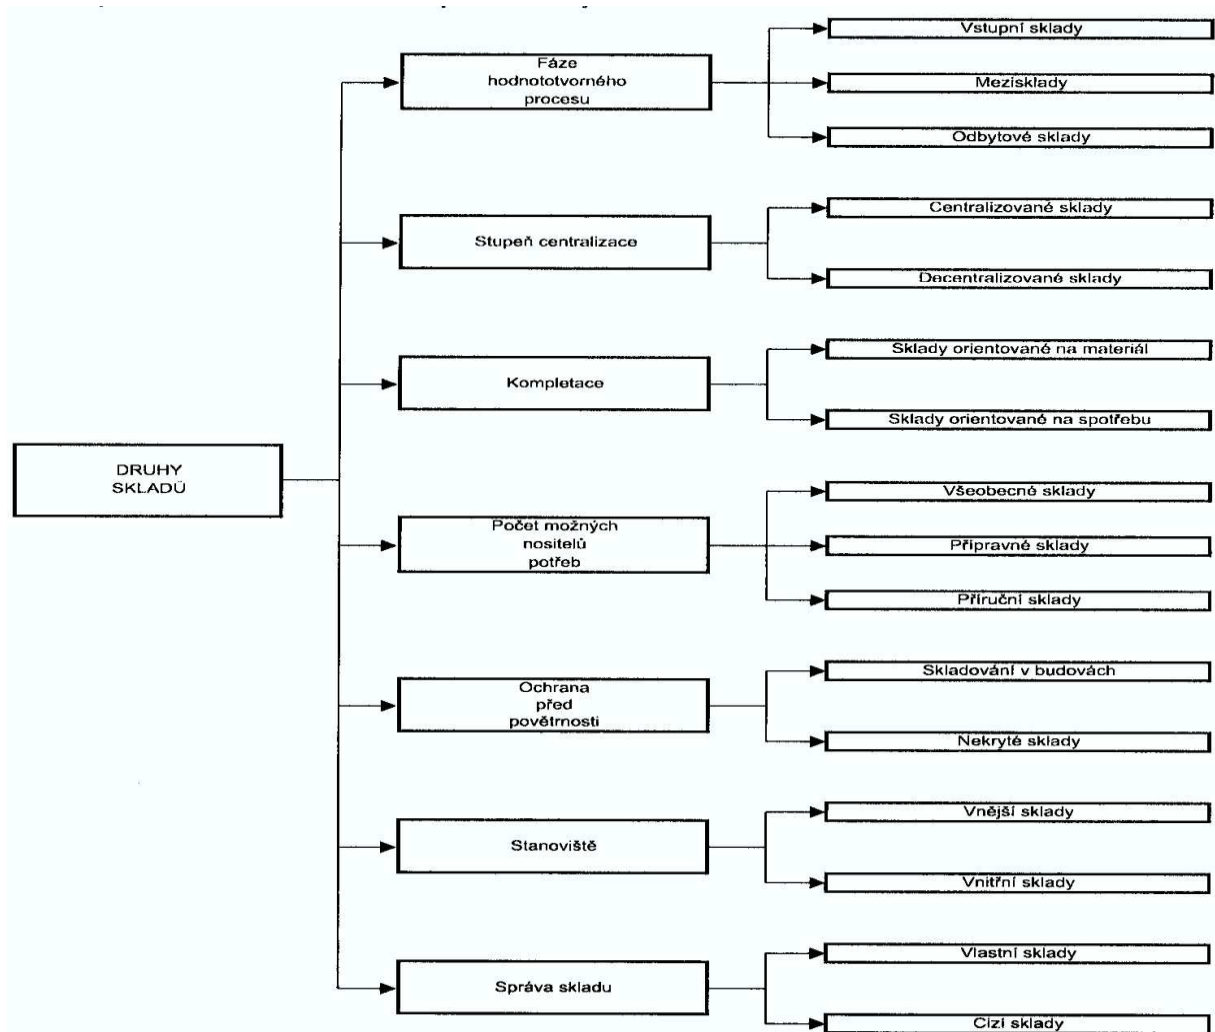 Vstupní sklady
Fáze
hodnototvorného
procesu
Mezisklady
Odbytové sklady
Centralizované sklady
Stupeň centralizace
Decentralizované sklady
Sklady orientované na materiál
Kompletace
Sklady orientované na spotřebu
DRUHY
SKLADŮ
Všeobecné sklady
Počet možných
nositelů
potřeb
Přípravné sklady
Příruční sklady
Skladování v budovách
Ochrana
před
povětrnosti
Nekryté sklady
Vnější sklady
Stanoviště
Vnitřní sklady
Vlastní sklady
Správa skladu
Cizí sklady